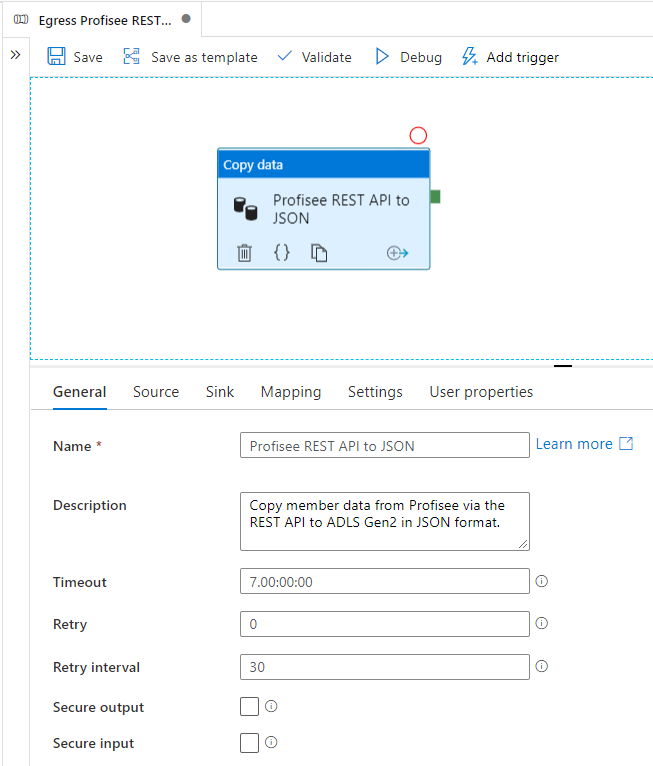 Egress Profisee REST...
Save
Save as template
Validate
Debug
Add trigger
Copy data
Profisee REST API to
JSON
{}
General
Source
Sink
Mapping
Settings
User properties
Name *
Profisee REST API to JSON
Learn more
Description
Copy member data from Profisee via the
REST API to ADLS Gen2 in JSON format.
Timeout
7.00:00:00
Retry
0
Retry interval
30
Secure output
Secure input